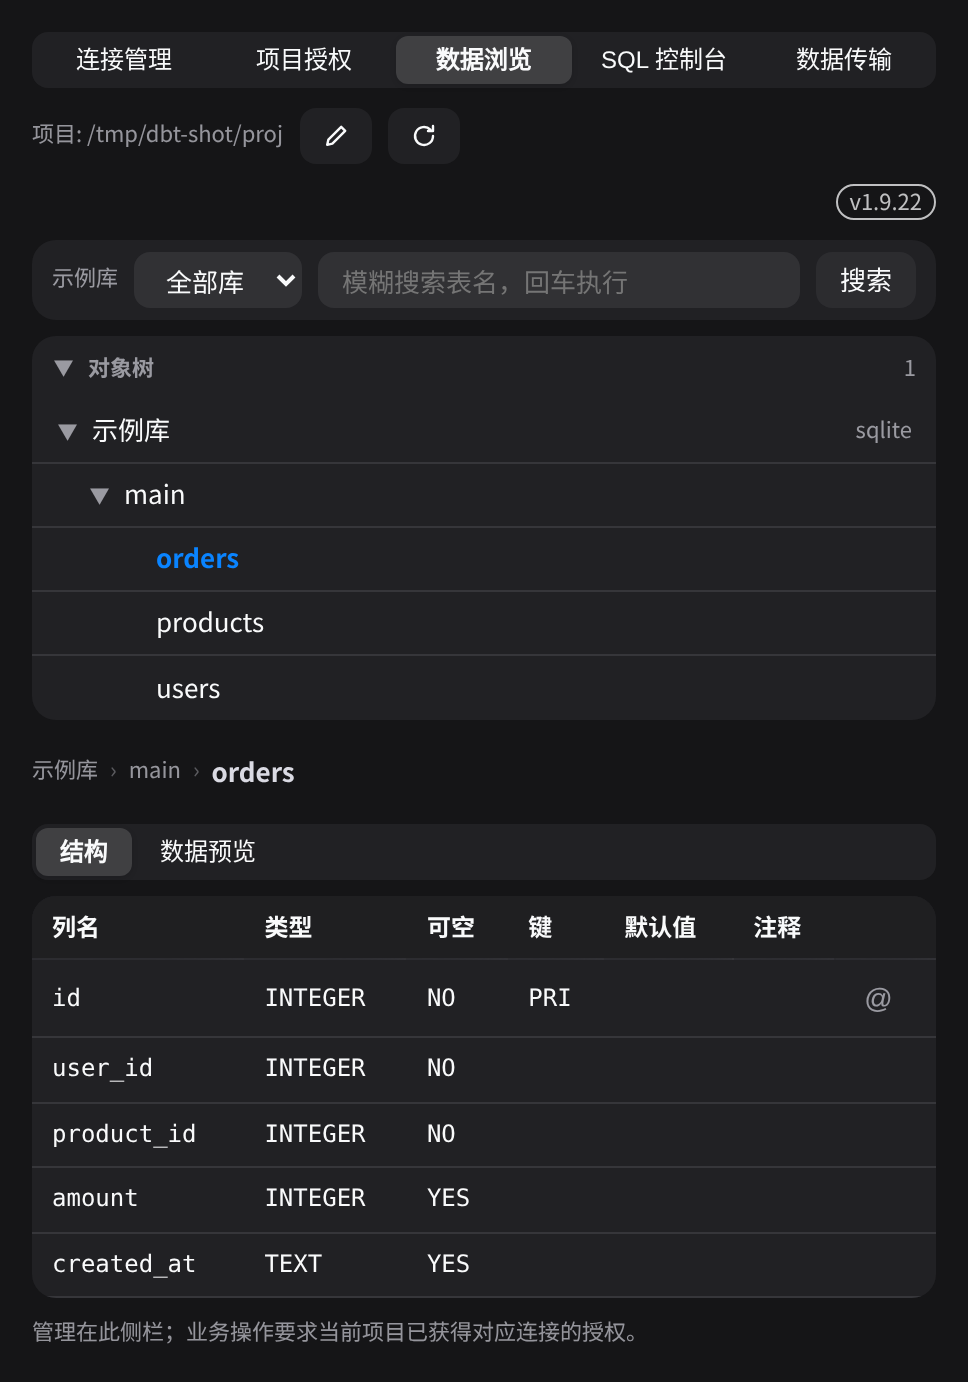 连接管理 项目授权 数据浏览 SQL 控制台 数据传输
项目: /tmp/dbt-shot/proj
v1.9.22
示例库 全部库 模糊搜索表名，回车执行 搜索
▼ 对象树 1
▼ 示例库 sqlite
▼ main
orders
products
users
示例库 › main › orders
结构 数据预览
列名 类型 可空 键 默认值 注释
id INTEGER NO PRI @
user_id INTEGER NO
product_id INTEGER NO
amount INTEGER YES
created_at TEXT YES
管理在此侧栏；业务操作要求当前项目已获得对应连接的授权。